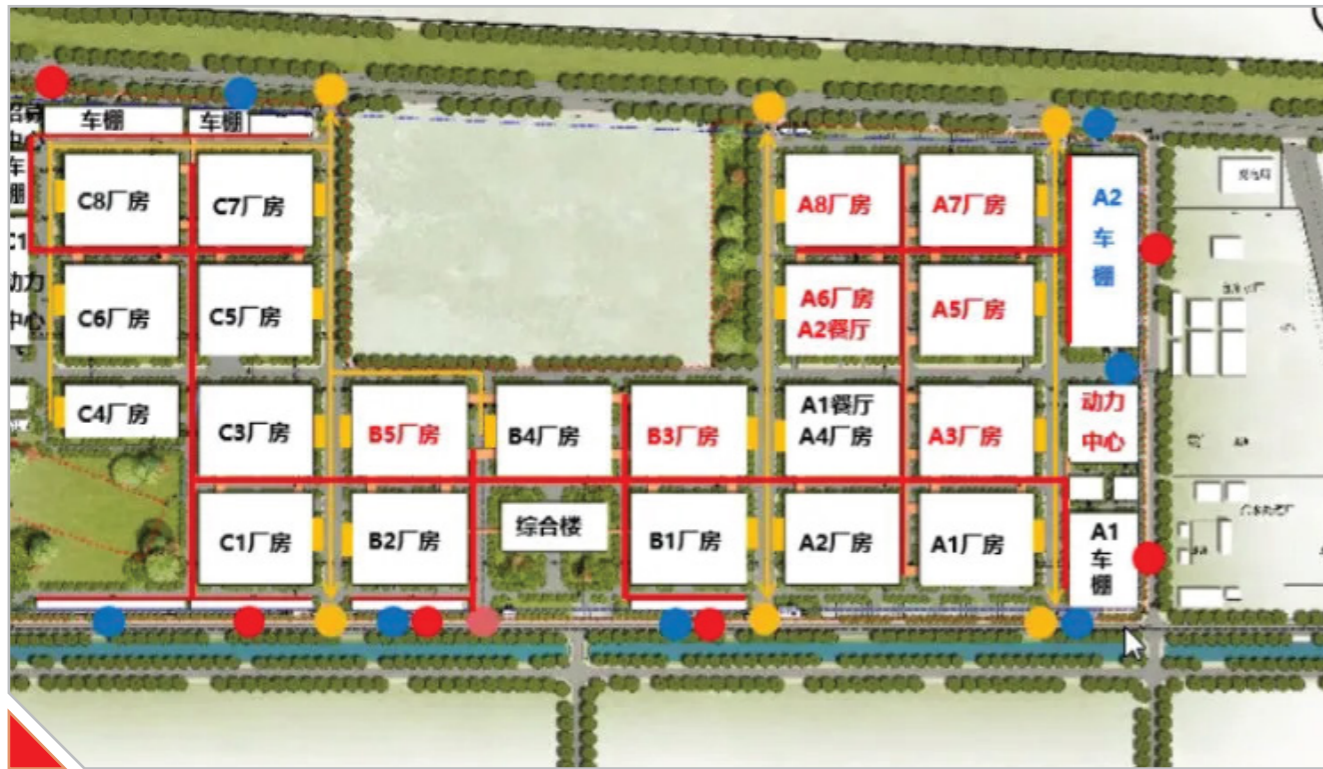 车棚
车棚
中心
车
棚
C8厂房
C7厂房
A8厂房
A7厂房
A2
车
棚
C1
动力
中心
C6厂房
C5厂房
A6厂房
A2餐厅
A5厂房
C4厂房
C3厂房
B5厂房
B4厂房
B3厂房
A1餐厅
A4厂房
A3厂房
动力
中心
C1厂房
B2厂房
综合楼
B1厂房
A2厂房
A1厂房
A1
车
棚